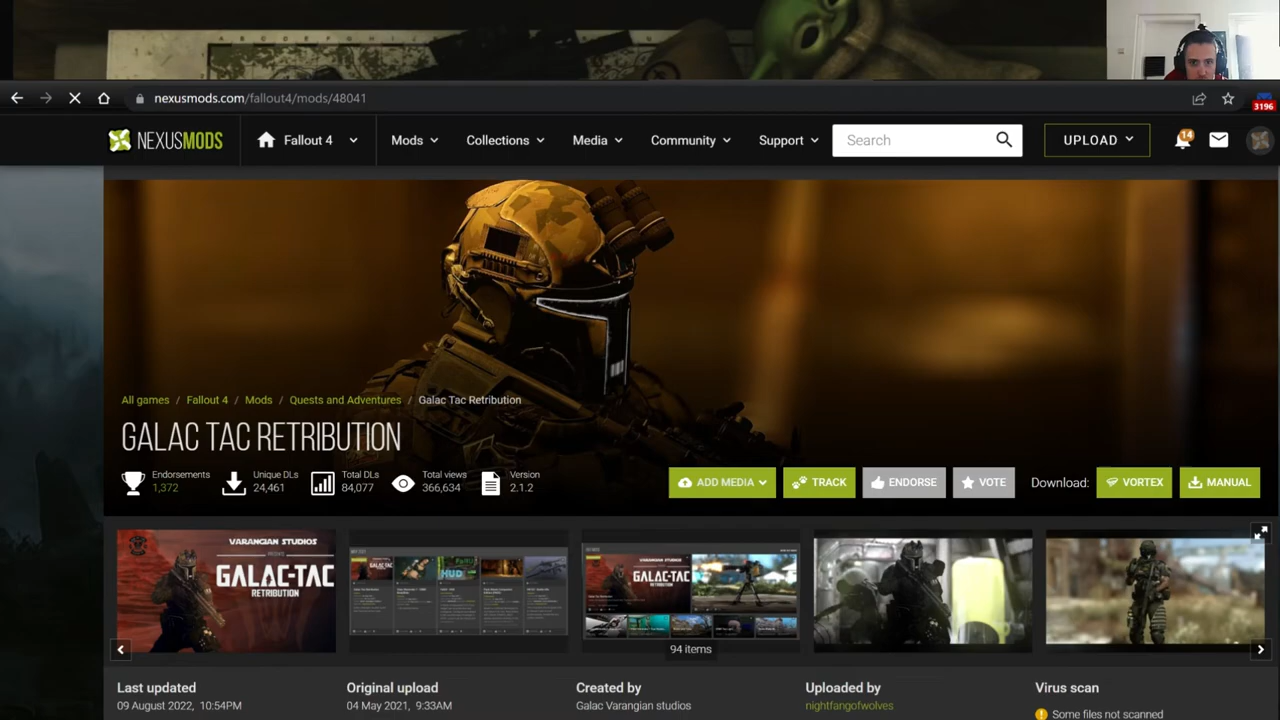 nexusmods.com/fallout4/mods/48041
3196
NEXUSMODS
Fallout 4
Mods
Collections
Media
Community
Support
Search
UPLOAD
14
All games / Fallout 4 / Mods / Quests and Adventures / Galac Tac Retribution
GALAC TAC RETRIBUTION
Endorsements
1,372
Unique DLs
24,461
Total DLs
84,077
Total views
366,634
Version
2.1.2
ADD MEDIA
TRACK
ENDORSE
VOTE
Download:
VORTEX
MANUAL
VARANGIAN STUDIOS
PRESENTS
GALAC-TAC
RETRIBUTION
GALAC-TAC
RETRIBUTION
94 items
Last updated
09 August 2022, 10:54PM
Original upload
04 May 2021, 9:33AM
Created by
Galac Varangian studios
Uploaded by
nightfangofwolves
Virus scan
Some files not scanned